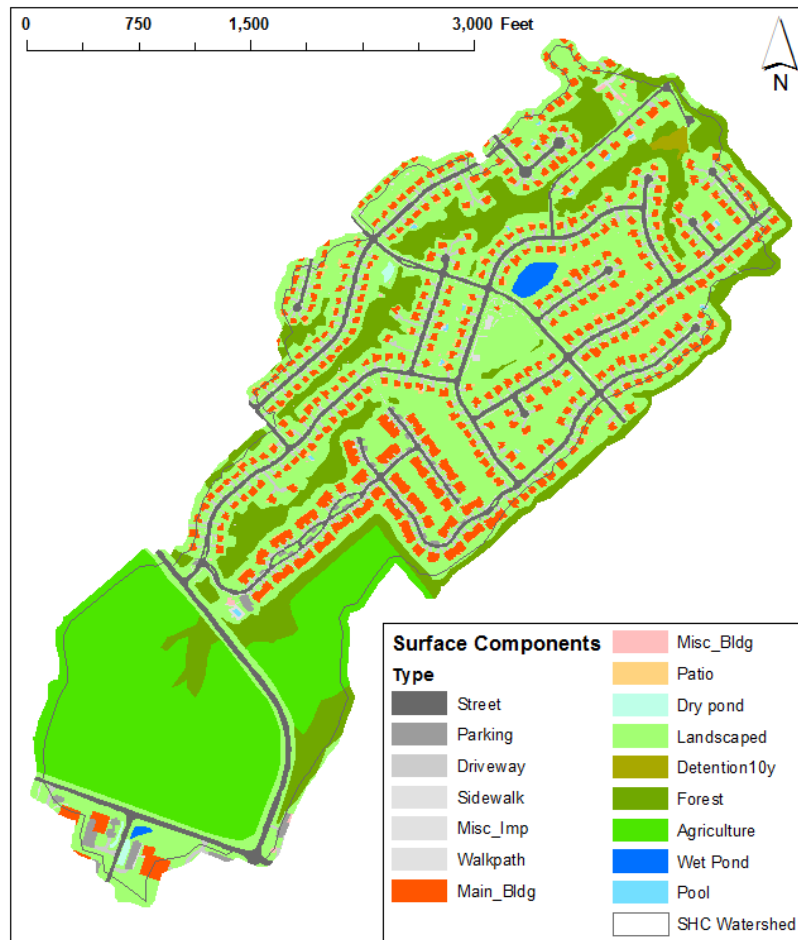 0 750 1,500 3,000 Feet
N
Surface Components
Type
Street
Parking
Driveway
Sidewalk
Misc_Imp
Walkpath
Main_Bldg
Misc_Bldg
Patio
Dry pond
Landscaped
Detention10y
Forest
Agriculture
Wet Pond
Pool
SHC Watershed